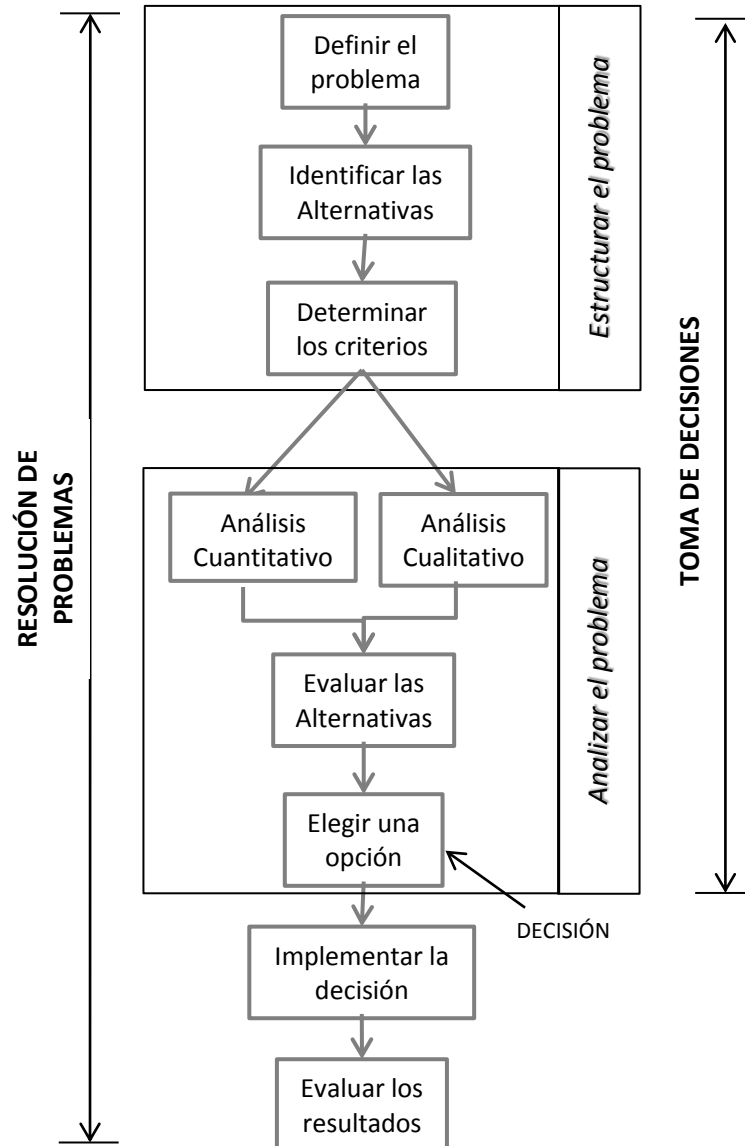 Definir el
problema
Identificar las
Alternativas
Determinar
los criterios
Estructurar el problema
RESOLUCIÓN DE
PROBLEMAS
TOMA DE DECISIONES
Análisis
Cuantitativo
Análisis
Cualitativo
Evaluar las
Alternativas
Analizar el problema
Elegir una
opción
DECISIÓN
Implementar la
decisión
Evaluar los
resultados